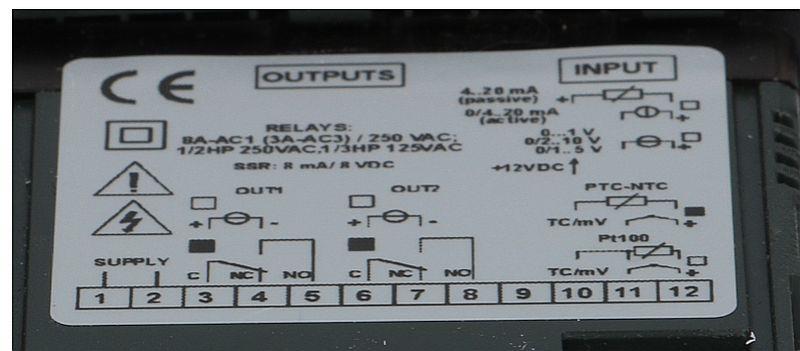 CE
OUTPUTS
INPUT
4..20 mA
(passive)
+
0/4..20 mA
(active)
+
RELAYS:
8A-AC1 (3A-AC3) / 250 VAC;
1/2HP 250VAC,1/3HP 125VAC
SSR: 8 mA/ 8 VDC
0...1 V
0/2..10 V
0/1..5 V
+
+12VDC
OUT1
OUT2
+ -
+ -
PTC-NTC
TC/mV
+
Pt100
TC/mV
+
SUPPLY
C NC NO
C NC NO
1 2 3 4 5 6 7 8 9 10 11 12